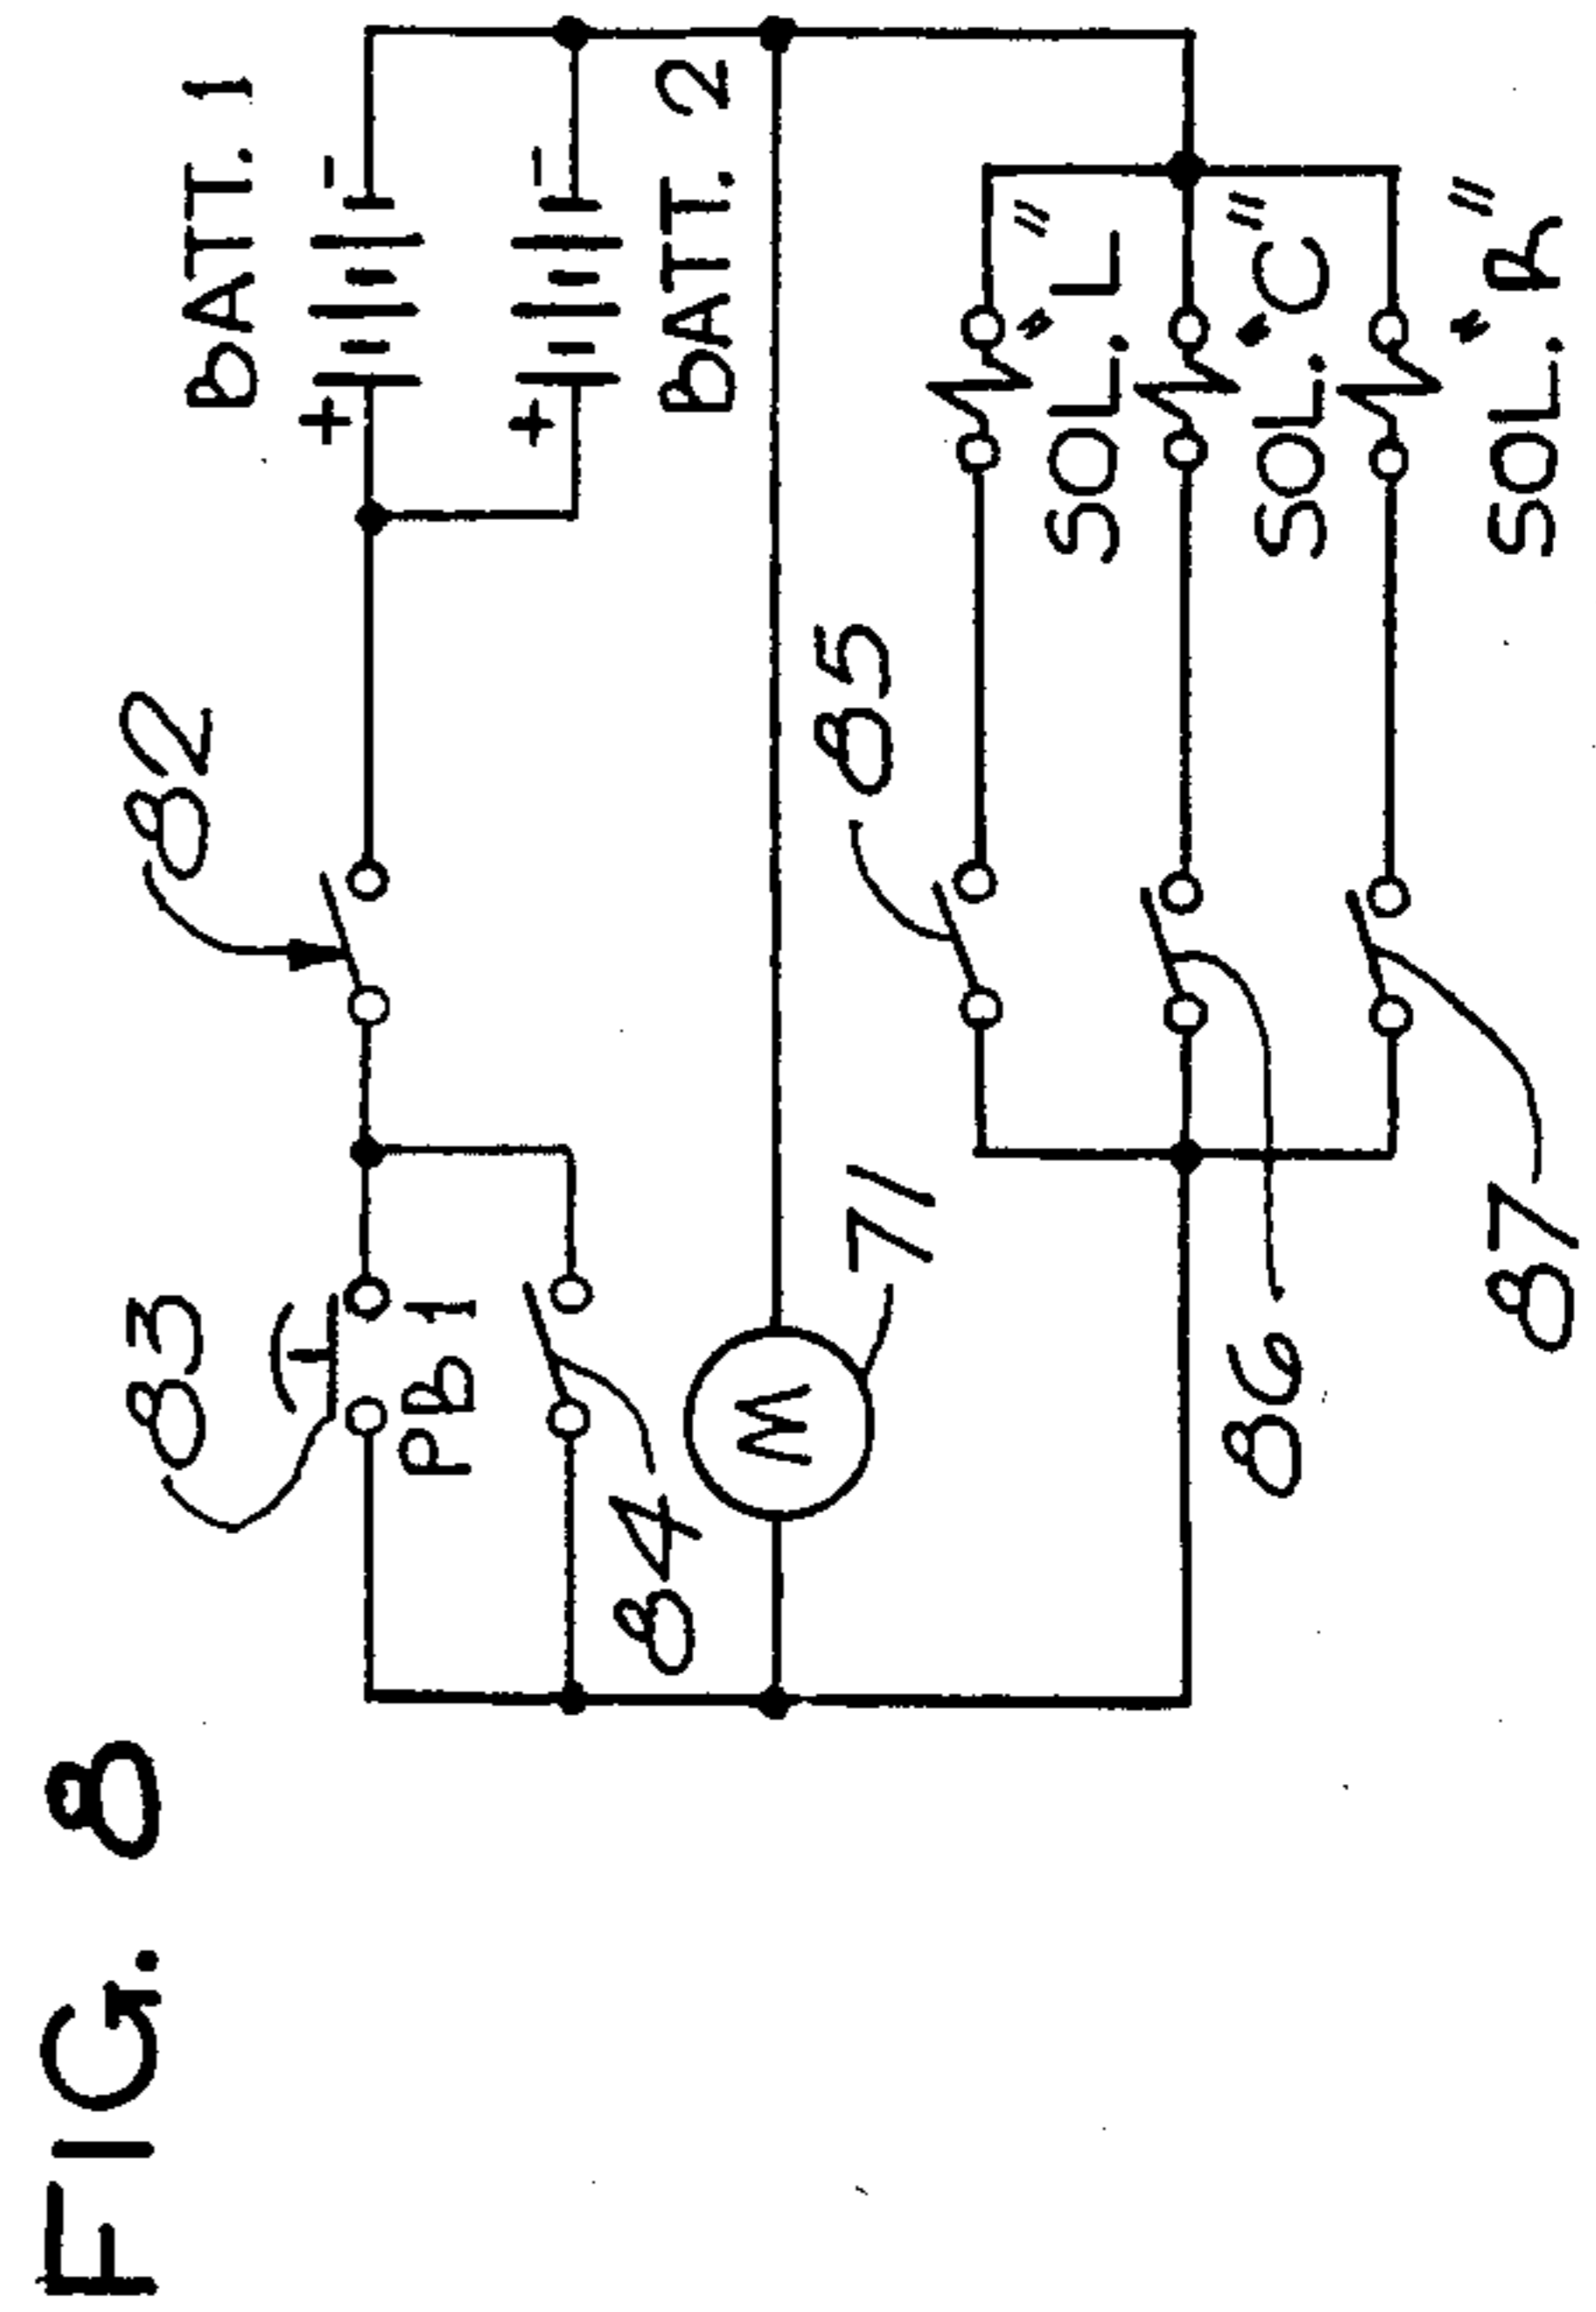 FIG. 8
83
82
BATT. 1
+ -
PB 1
+ -
84
BATT. 2
M
71
85
SOL. "L"
86
SOL. "C"
87
SOL. "R"